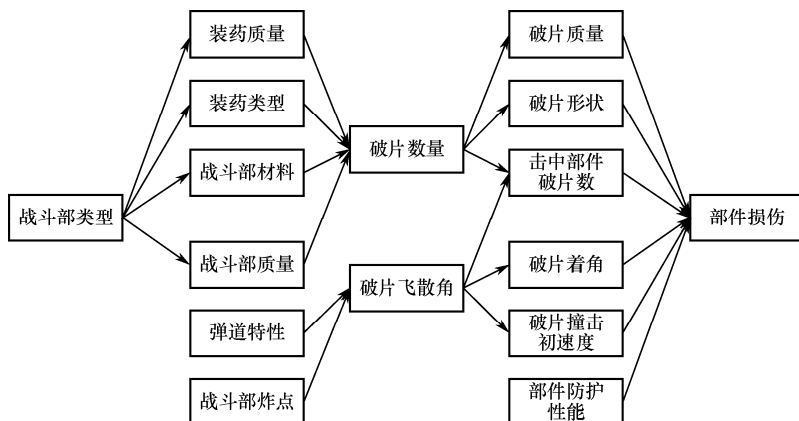 战斗部类型
装药质量
装药类型
战斗部材料
战斗部质量
弹道特性
战斗部炸点
破片数量
破片飞散角
破片质量
破片形状
击中部件
破片数
破片着角
破片撞击
初速度
部件防护
性能
部件损伤